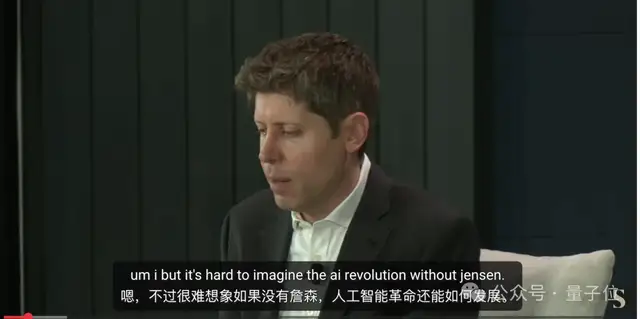 um i but it's hard to imagine the ai revolution without jensen.
嗯，不过很难想象如果没有詹森，人工智能革命还能如何发展。
公众号 · 量子位
S